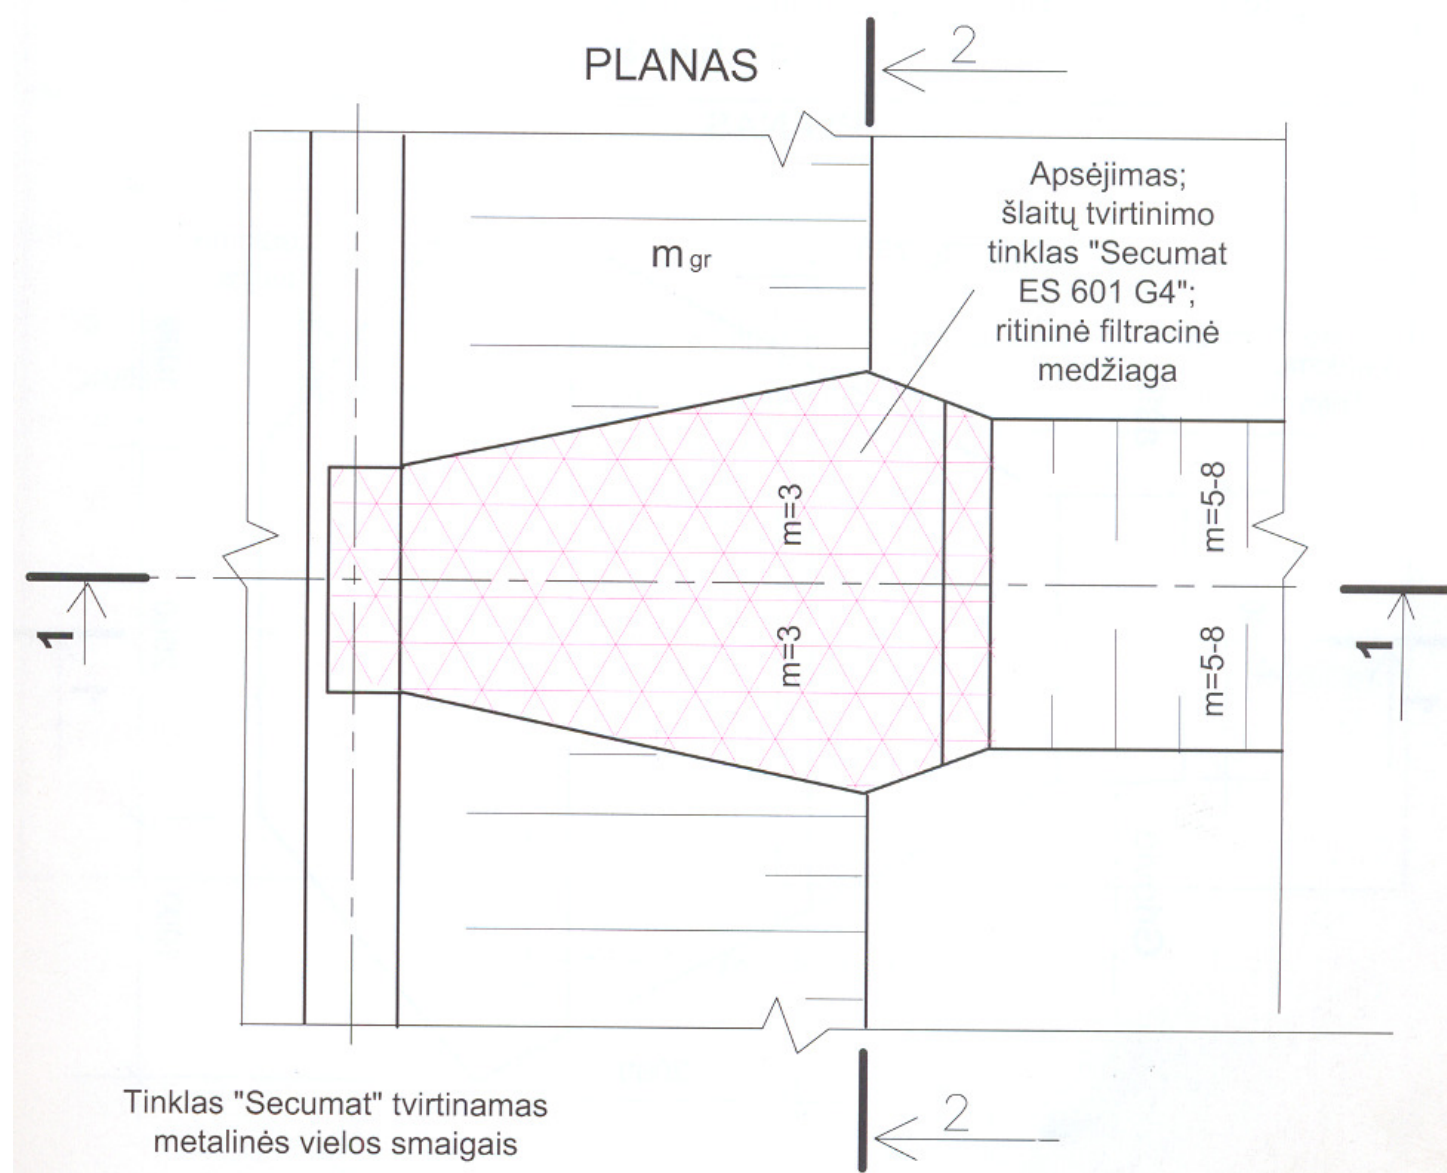 PLANAS
2
Apsėjimas;
šlaitų tvirtinimo
tinklas "Secumat
ES 601 G4";
ritininė filtracinė
medžiaga
m gr
m=3
m=5-8
1
1
m=3
m=5-8
2
Tinklas "Secumat" tvirtinamas
metalinės vielos smaigais